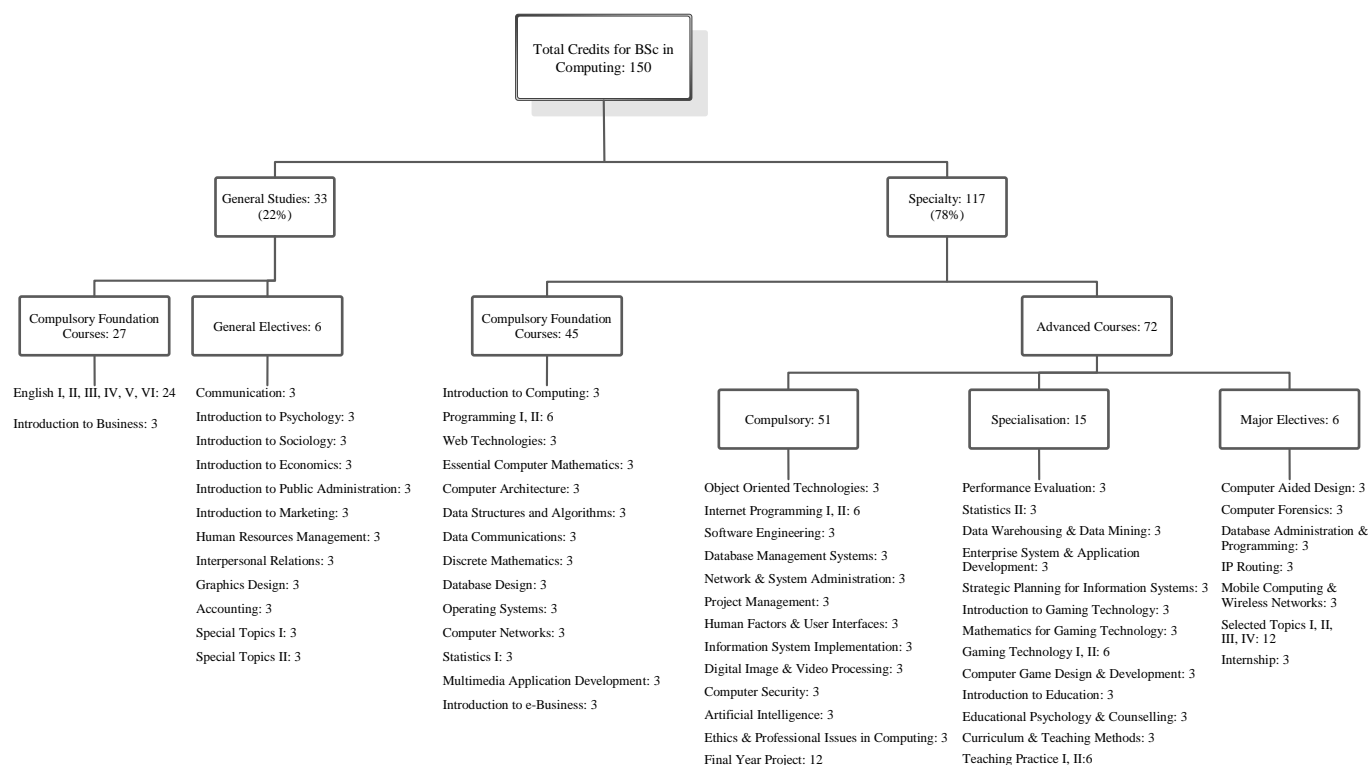 Total Credits for BSc in
Computing: 150
General Studies: 33
(22%)
Specialty: 117
(78%)
Compulsory Foundation
Courses: 27
General Electives: 6
Compulsory Foundation
Courses: 45
Advanced Courses: 72
English I, II, III, IV, V, VI: 24
Introduction to Business: 3
Communication: 3
Introduction to Psychology: 3
Introduction to Sociology: 3
Introduction to Economics: 3
Introduction to Public Administration: 3
Introduction to Marketing: 3
Human Resources Management: 3
Interpersonal Relations: 3
Graphics Design: 3
Accounting: 3
Special Topics I: 3
Special Topics II: 3
Introduction to Computing: 3
Programming I, II: 6
Web Technologies: 3
Essential Computer Mathematics: 3
Computer Architecture: 3
Data Structures and Algorithms: 3
Data Communications: 3
Discrete Mathematics: 3
Database Design: 3
Operating Systems: 3
Computer Networks: 3
Statistics I: 3
Multimedia Application Development: 3
Introduction to e-Business: 3
Compulsory: 51
Specialisation: 15
Major Electives: 6
Object Oriented Technologies: 3
Internet Programming I, II: 6
Software Engineering: 3
Database Management Systems: 3
Network & System Administration: 3
Project Management: 3
Human Factors & User Interfaces: 3
Information System Implementation: 3
Digital Image & Video Processing: 3
Computer Security: 3
Artificial Intelligence: 3
Ethics & Professional Issues in Computing: 3
Final Year Project: 12
Performance Evaluation: 3
Statistics II: 3
Data Warehousing & Data Mining: 3
Enterprise System & Application
Development: 3
Strategic Planning for Information Systems: 3
Introduction to Gaming Technology: 3
Mathematics for Gaming Technology: 3
Gaming Technology I, II: 6
Computer Game Design & Development: 3
Introduction to Education: 3
Educational Psychology & Counselling: 3
Curriculum & Teaching Methods: 3
Teaching Practice I, II:6
Computer Aided Design: 3
Computer Forensics: 3
Database Administration &
Programming: 3
IP Routing: 3
Mobile Computing &
Wireless Networks: 3
Selected Topics I, II,
III, IV: 12
Internship: 3